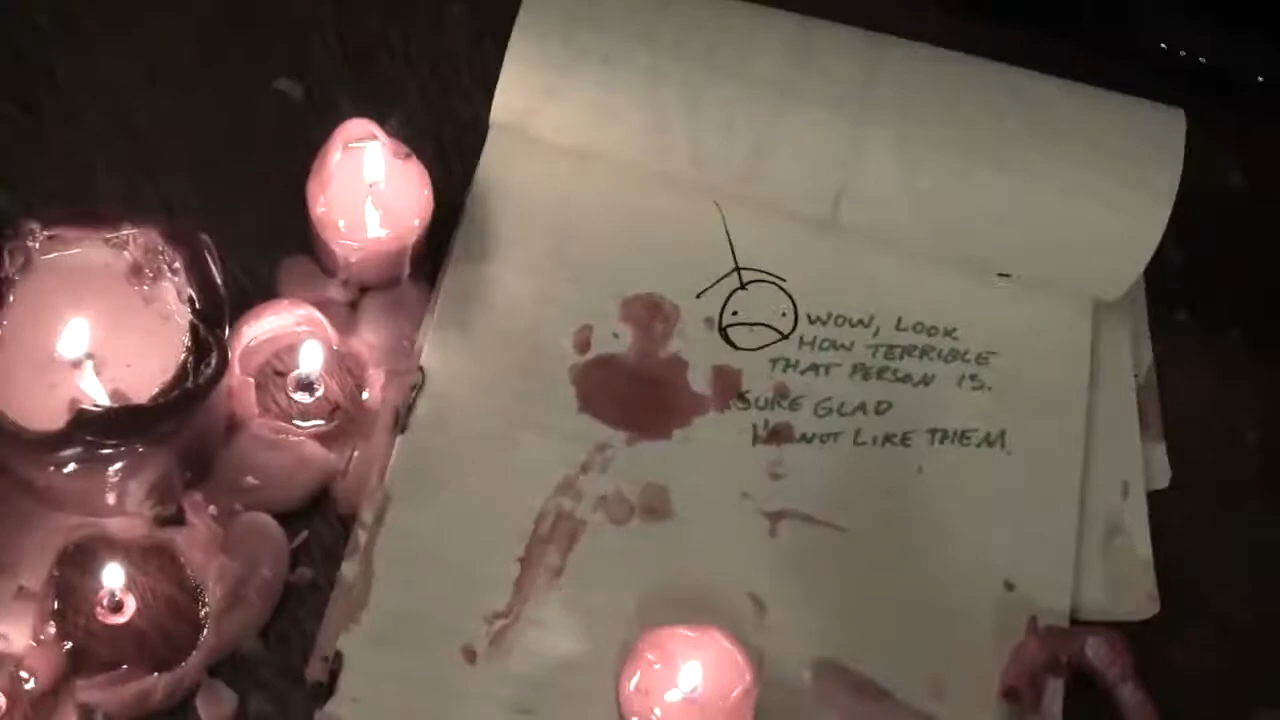 WOW, LOOK
HOW TERRIBLE
THAT PERSON IS.
SURE GLAD
I'M NOT LIKE THEM.